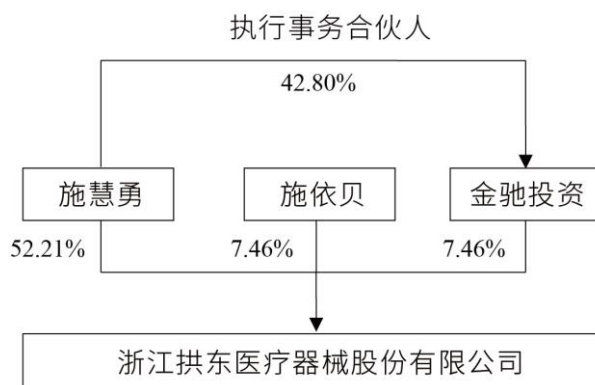 执行事务合伙人
42.80%
施慧勇
施依贝
金驰投资
52.21%
7.46%
7.46%
浙江拱东医疗器械股份有限公司